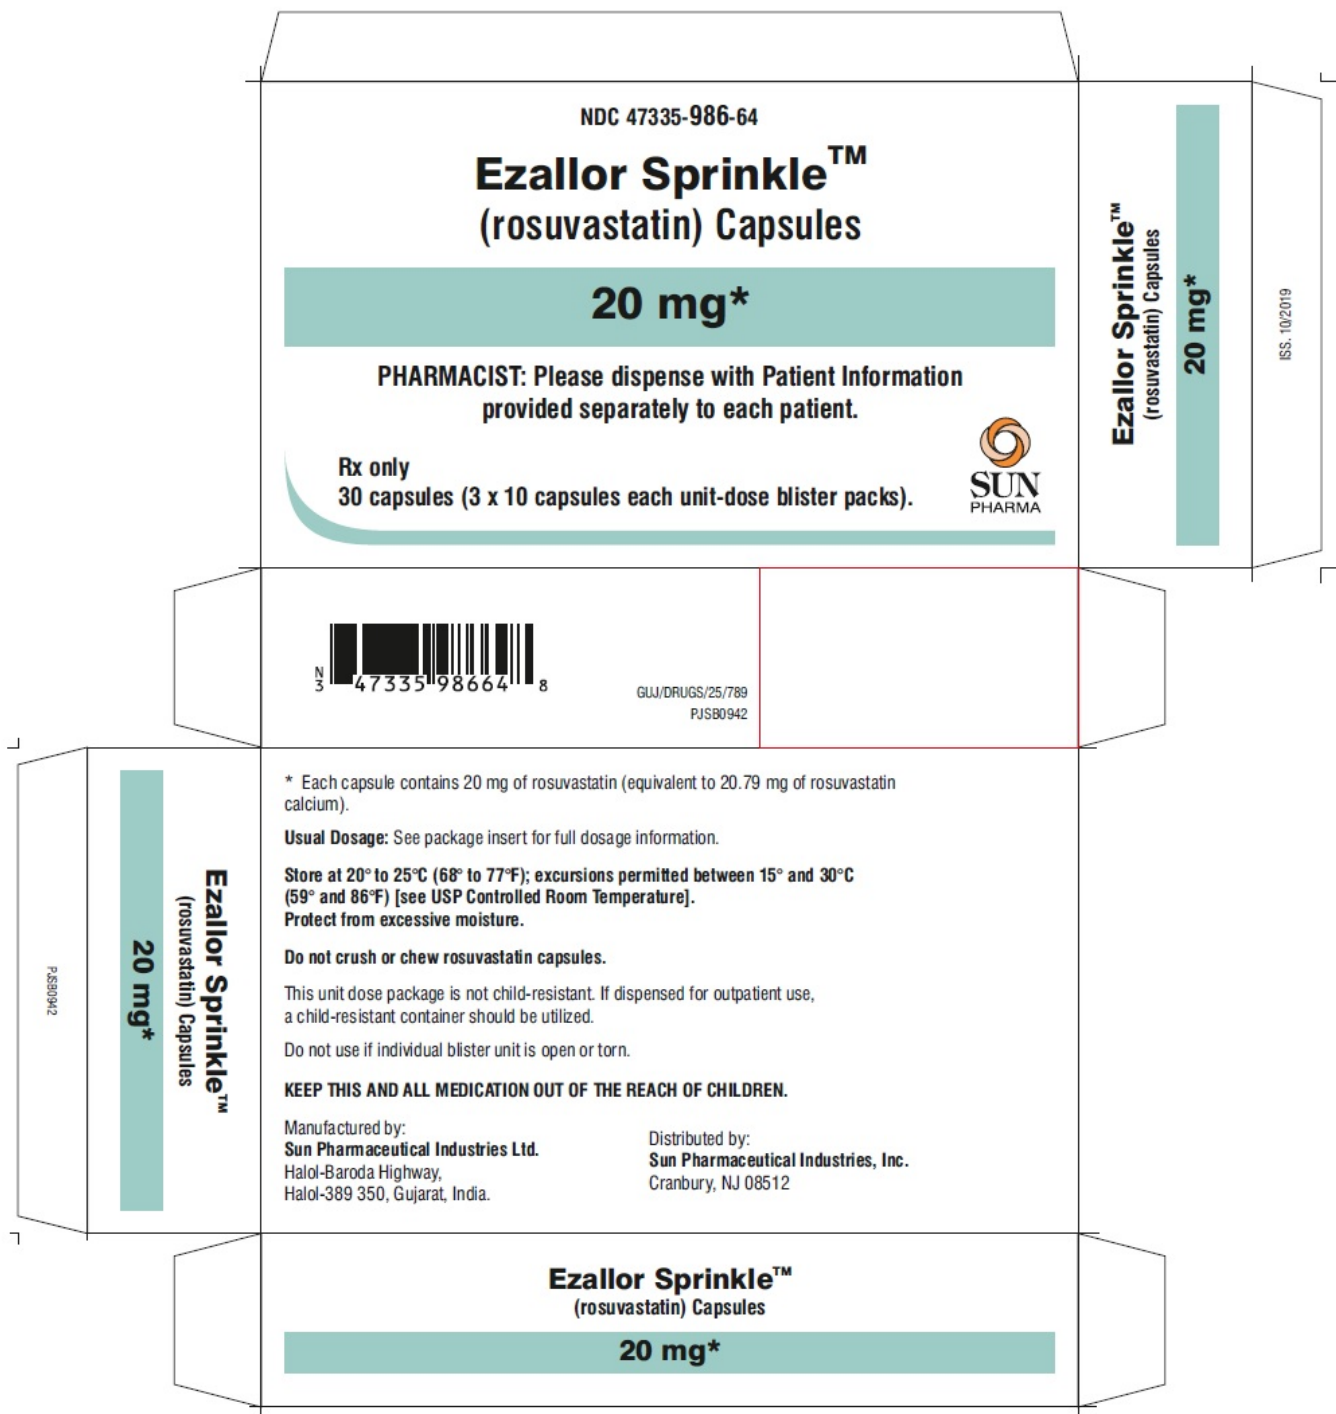 NDC 47335-986-64
Ezallor Sprinkle™
(rosuvastatin) Capsules
20 mg*
PHARMACIST: Please dispense with Patient Information
provided separately to each patient.
Rx only
30 capsules (3 x 10 capsules each unit-dose blister packs).
SUN
PHARMA
Ezallor Sprinkle™
(rosuvastatin) Capsules
20 mg*
ISS. 10/2019
N
3 47335 98664 8
GUJ/DRUGS/25/789
PJSB0942
* Each capsule contains 20 mg of rosuvastatin (equivalent to 20.79 mg of rosuvastatin
calcium).
Usual Dosage: See package insert for full dosage information.
Store at 20° to 25°C (68° to 77°F); excursions permitted between 15° and 30°C
(59° and 86°F) [see USP Controlled Room Temperature].
Protect from excessive moisture.
Do not crush or chew rosuvastatin capsules.
This unit dose package is not child-resistant. If dispensed for outpatient use,
a child-resistant container should be utilized.
Do not use if individual blister unit is open or torn.
KEEP THIS AND ALL MEDICATION OUT OF THE REACH OF CHILDREN.
Manufactured by:
Sun Pharmaceutical Industries Ltd.
Halol-Baroda Highway,
Halol-389 350, Gujarat, India.
Distributed by:
Sun Pharmaceutical Industries, Inc.
Cranbury, NJ 08512
Ezallor Sprinkle™
(rosuvastatin) Capsules
20 mg*
PJSB0942
Ezallor Sprinkle™
(rosuvastatin) Capsules
20 mg*